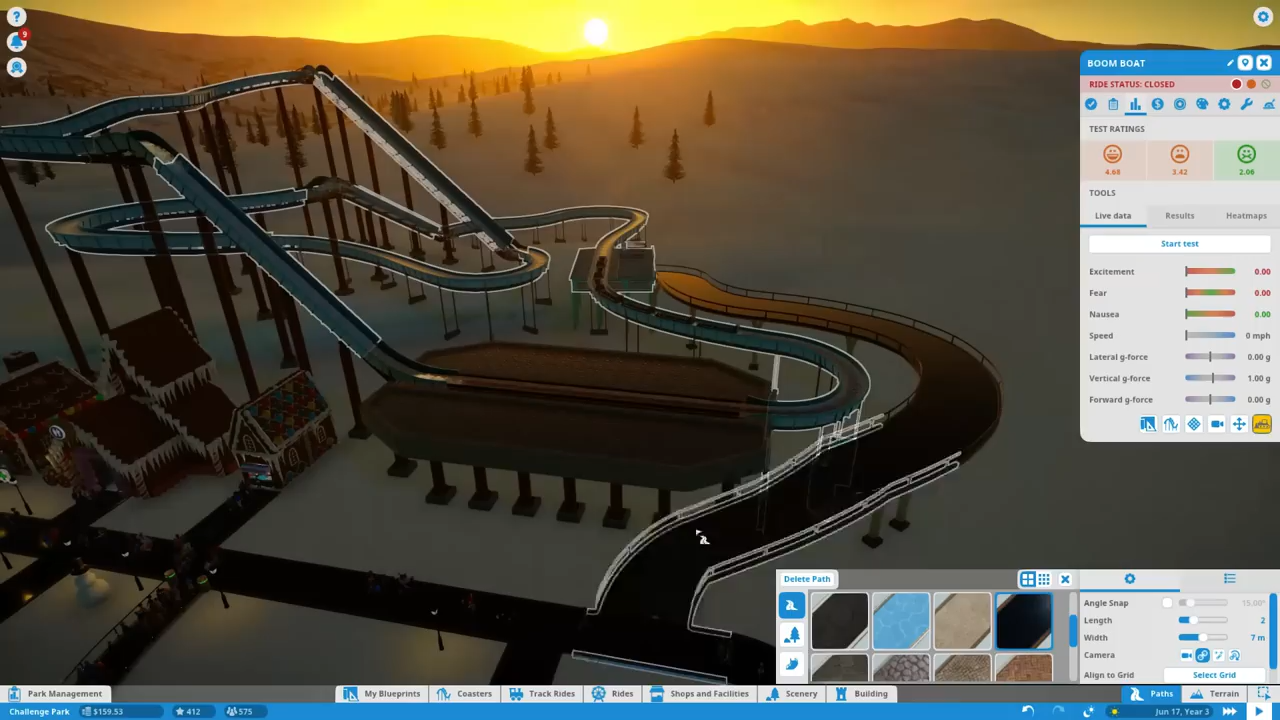 ?
9
BOOM BOAT
RIDE STATUS: CLOSED
TEST RATINGS
4.68 3.42 2.06
TOOLS
Live data Results Heatmaps
Start test
Excitement 0.00
Fear 0.00
Nausea 0.00
Speed 0 mph
Lateral g-force 0.00 g
Vertical g-force 1.00 g
Forward g-force 0.00 g
Delete Path
Angle Snap 15.00°
Length 2
Width 7 m
Camera
Align to Grid Select Grid
Park Management My Blueprints Coasters Track Rides Rides Shops and Facilities Scenery Building Paths Terrain
Challenge Park $159.53 412 575 Jun 17, Year 3